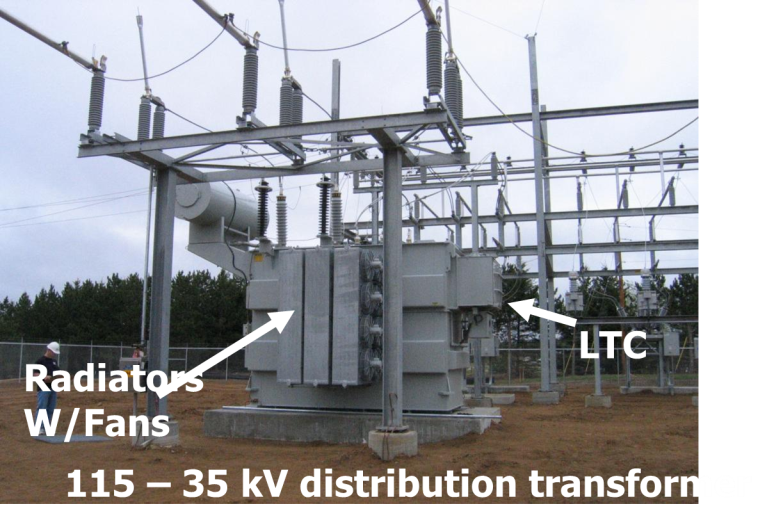 LTC
Radiators
W/Fans
115 – 35 kV distribution transform